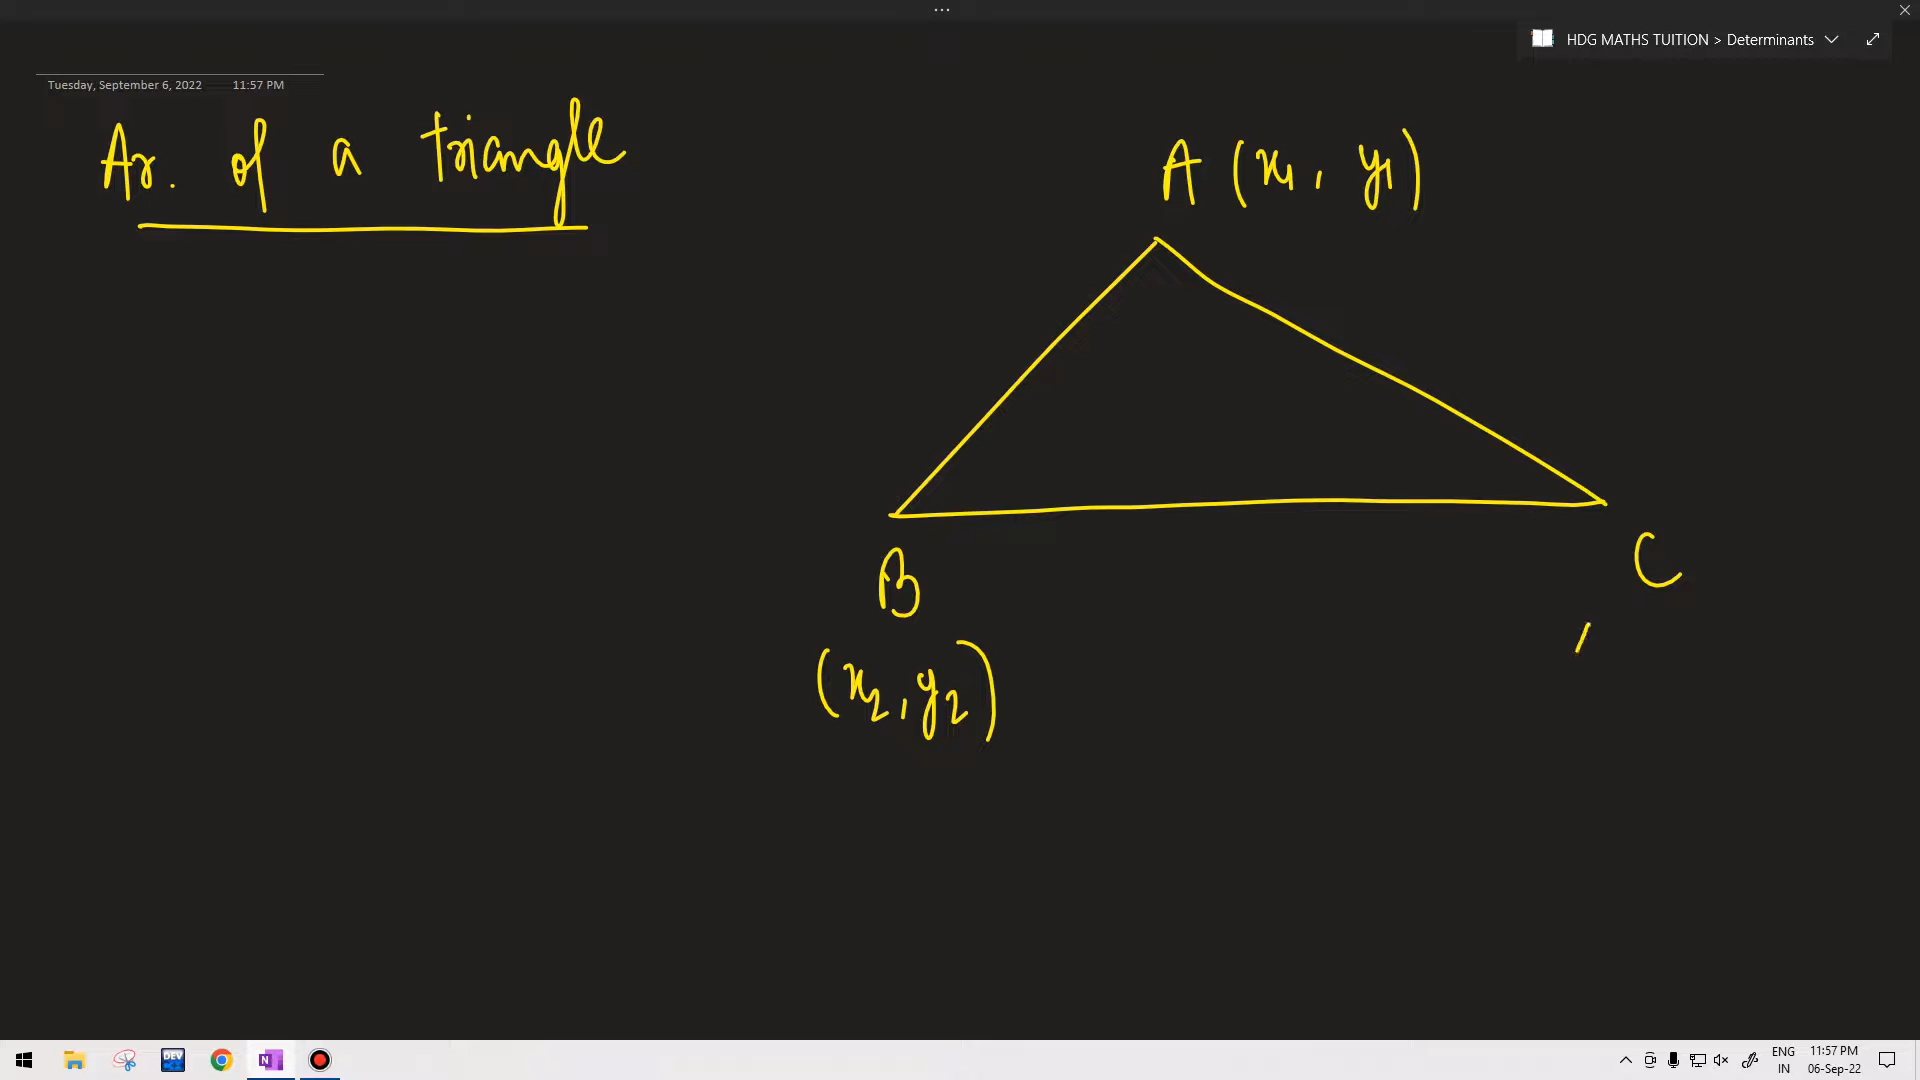 HDG MATHS TUITION > Determinants
Tuesday, September 6, 2022 11:57 PM
Ar. of a triangle
A (x1, y1)
B
C
(x2, y2)
DEV
N
ENG
IN
11:57 PM
06-Sep-22